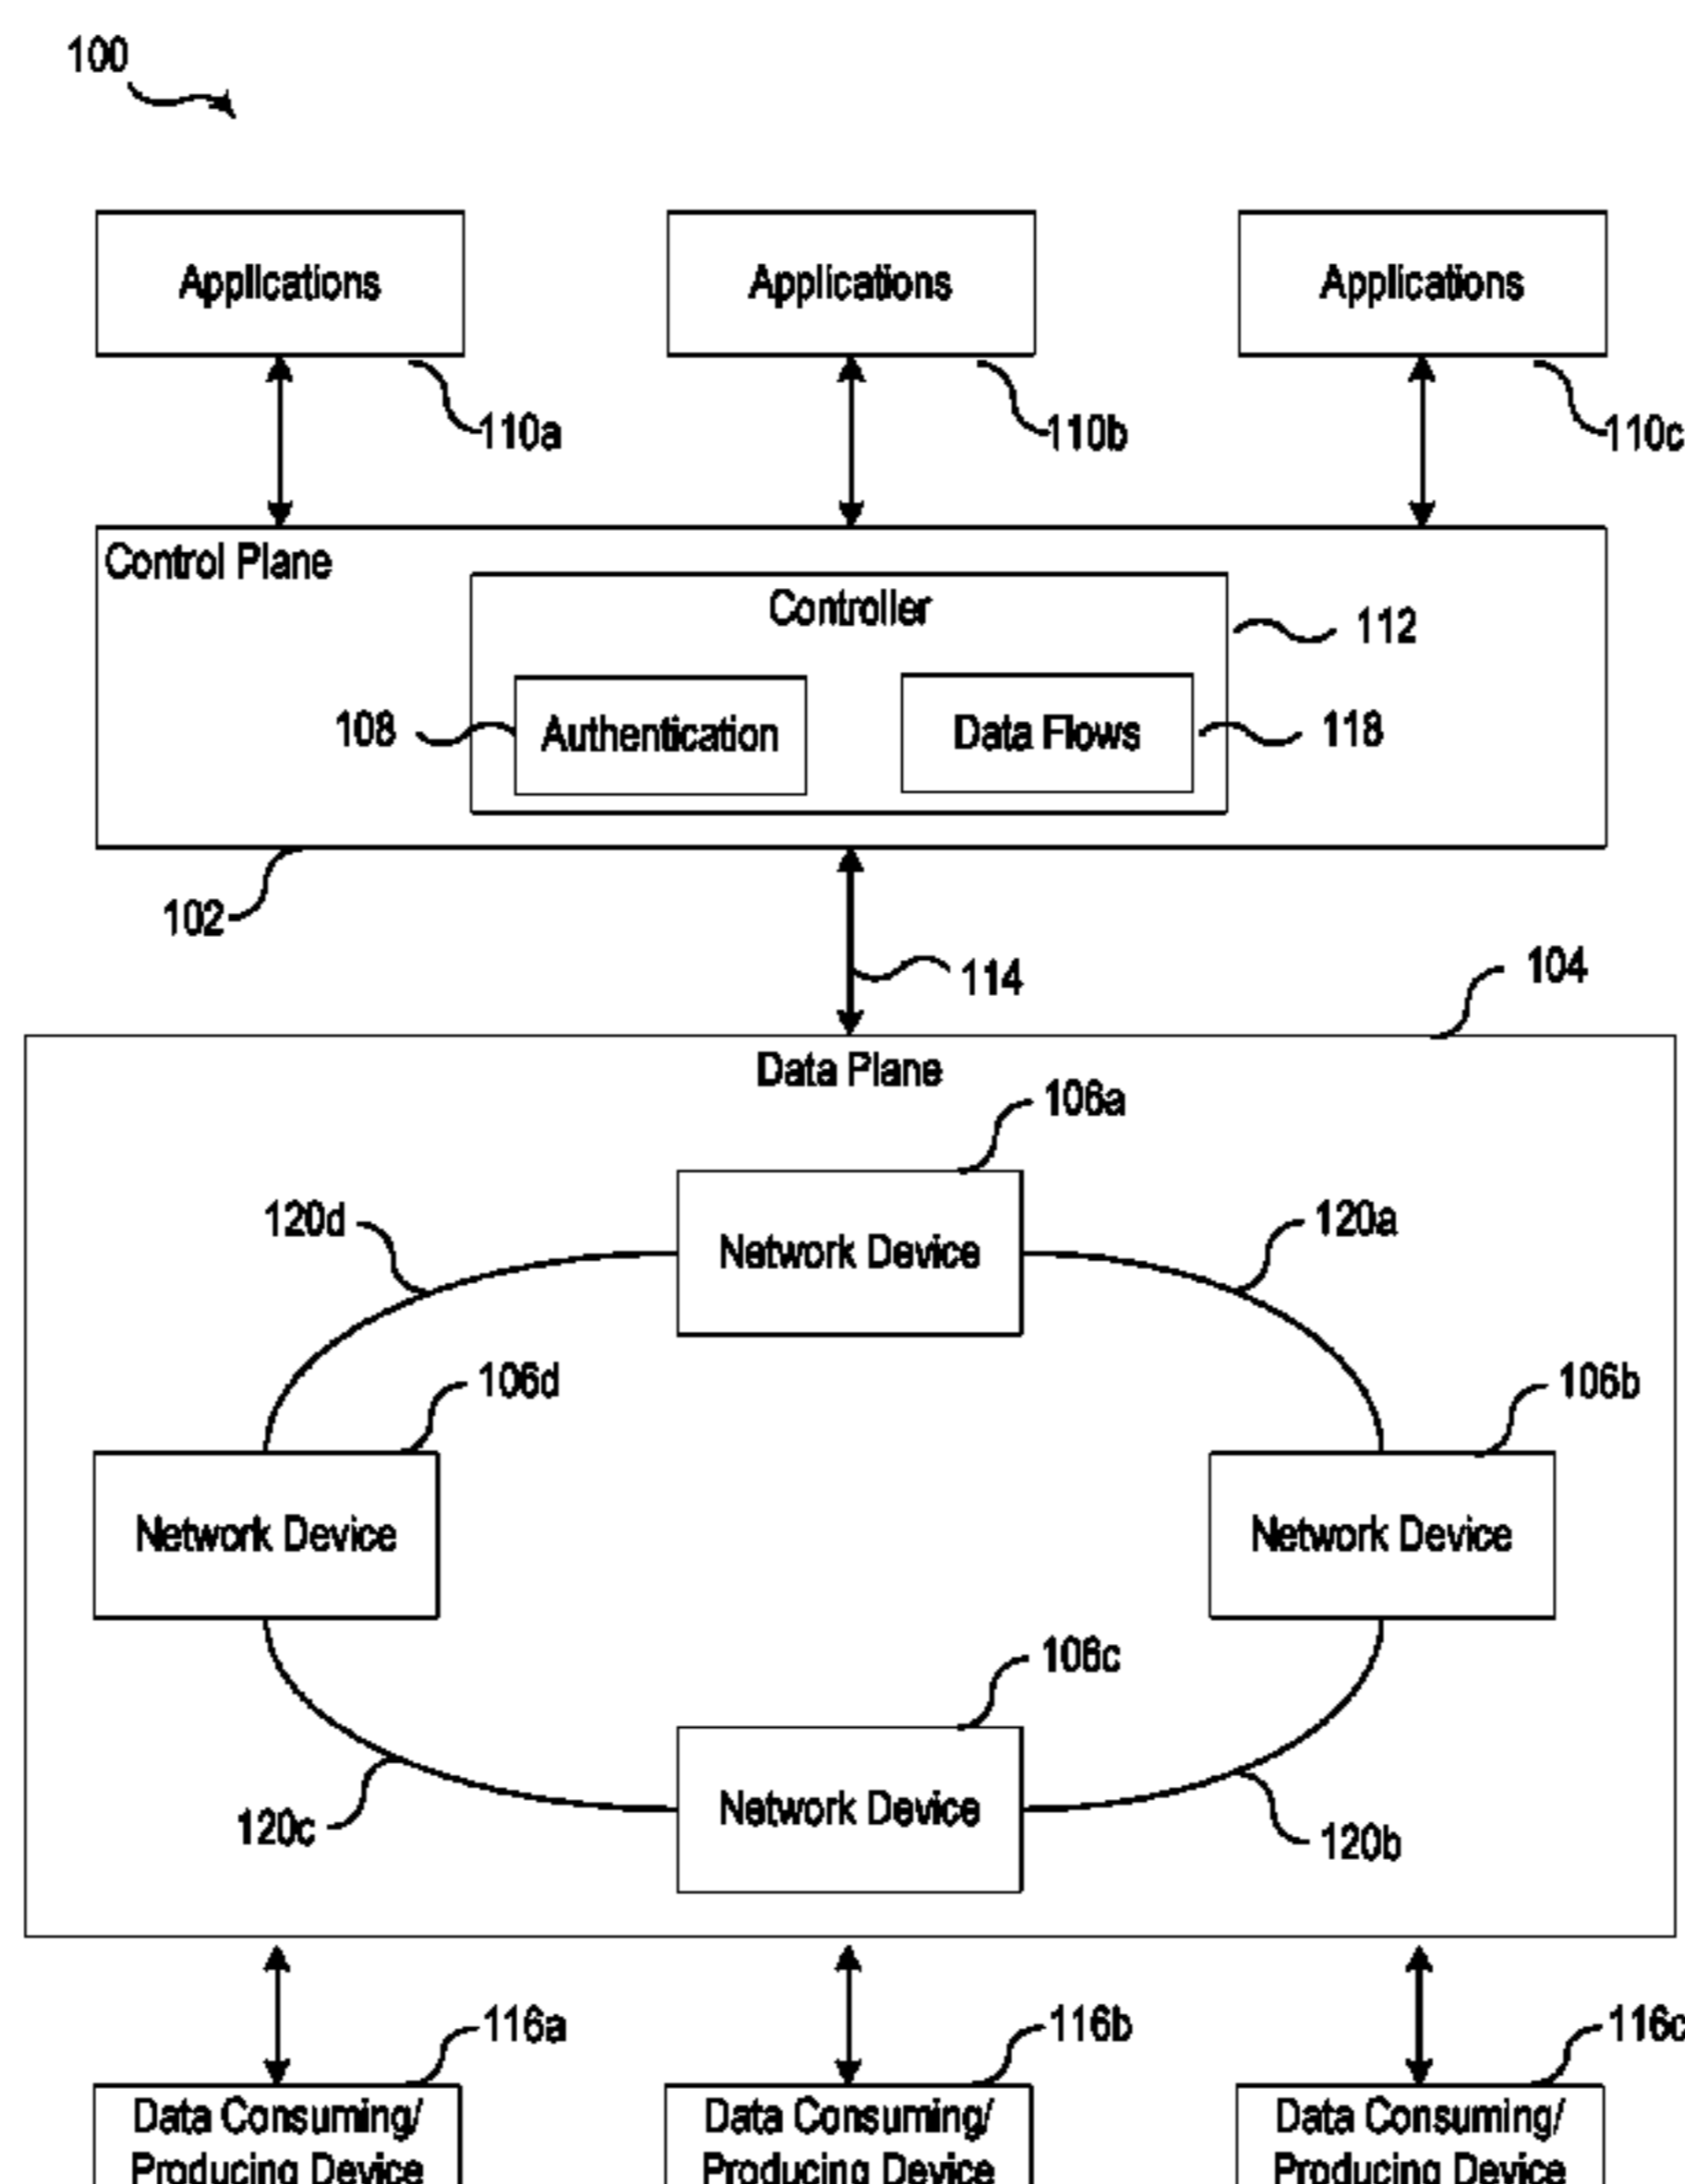 100
Applications
Applications
Applications
110a
110b
110c
Control Plane
Controller
112
108
Authentication
Data Flows
118
102
114
104
Data Plane
106a
120d
Network Device
120a
106d
106b
Network Device
Network Device
106c
120c
Network Device
120b
116a
116b
116c
Data Consuming/
Producing Device
Data Consuming/
Producing Device
Data Consuming/
Producing Device